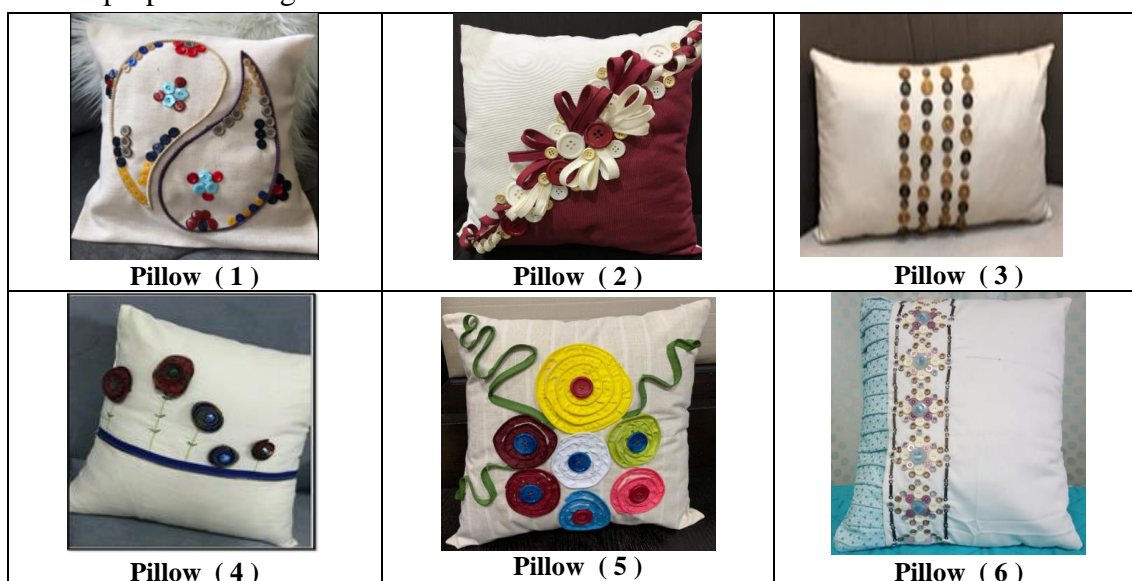 Pillow ( 1 )
Pillow ( 2 )
Pillow ( 3 )
Pillow ( 4 )
Pillow ( 5 )
Pillow ( 6 )